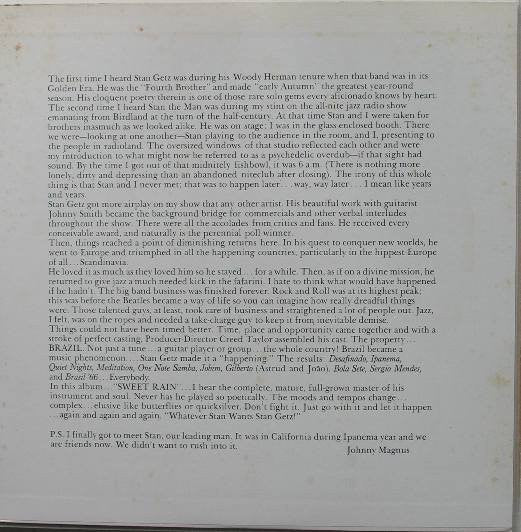 The first time I heard Stan Getz was during his Woody Herman tenure when that band was in its
Golden Era. He was the "Fourth Brother" and made "early Autumn" the greatest year-round
season. His eloquent poetry therein is one of those rare solo gems every aficionado knows by heart.
The second time I heard Stan the Man was during my stint on the all-nite jazz radio show
emanating from Birdland at the turn of the half-century. At that time Stan and I were taken for
brothers inasmuch as we looked alike. He was on stage; I was in the glass enclosed booth. There
we were—looking at one another—Stan playing to the audience in the room, and I, presenting to
the people in radioland. The oversized windows of that studio reflected each other and were
my introduction to what might now be referred to as a psychedelic overdub—if that sight had
sound. By the time I got out of that midnitely fishbowl, it was 6 a.m. (There is nothing more
lonely, dirty and depressing than an abandoned niteclub after closing). The irony of this whole
thing is that Stan and I never met; that was to happen later . . . way, way later . . . I mean like years
and years.
Stan Getz got more airplay on my show that any other artist. His beautiful work with guitarist
Johnny Smith became the background bridge for commercials and other verbal interludes
throughout the show. There were all the accolades from critics and fans. He received every
conceivable award, and naturally is the perennial poll winner.
Then, things reached a point of diminishing returns here. In his quest to conquer new worlds, he
went to Europe and triumphed in all the happening countries, particularly in the hippest Europe
of all . . . Scandinavia.
He loved it as much as they loved him so he stayed . . . for a while. Then, as if on a divine mission, he
returned to give jazz a much needed kick in the fafarini. I hate to think what would have happened
if he hadn't. The big band business was finished forever. Rock and Roll was at its highest peak;
this was before the Beatles became a way of life so you can imagine how really dreadful things
were. Those talented guys, at least, took care of business and straightened a lot of people out. Jazz,
I felt, was on the ropes and needed a take-charge guy to keep it from inevitable demise.
Things could not have been timed better. Time, place and opportunity came together and with a
stroke of perfect casting, Producer-Director Creed Taylor assembled his cast. The property . . .
BRAZIL. Not just a tune . . . a guitar player or group . . . the whole country! Brazil became a
music phenomenon . . . Stan Getz made it a "happening." The results: Desafinado, Ipanema,
Quiet Nights, Meditation, One Note Samba, Jobim, Gilberto (Astrud and João), Bola Sete, Sergio Mendes,
and Brasil '66 . . . Everybody.
In this album . . . "SWEET RAIN" . . . I hear the complete, mature, full-grown master of his
instrument and soul. Never has he played so poetically. The moods and tempos change . . .
complex . . . elusive like butterflies or quicksilver. Don't fight it. Just go with it and let it happen
. . . again and again and again. "Whatever Stan Wants Stan Getz!"
P.S. I finally got to meet Stan, our leading man. It was in California during Ipanema year and we
are friends now. We didn't want to rush into it.
Johnny Magnus